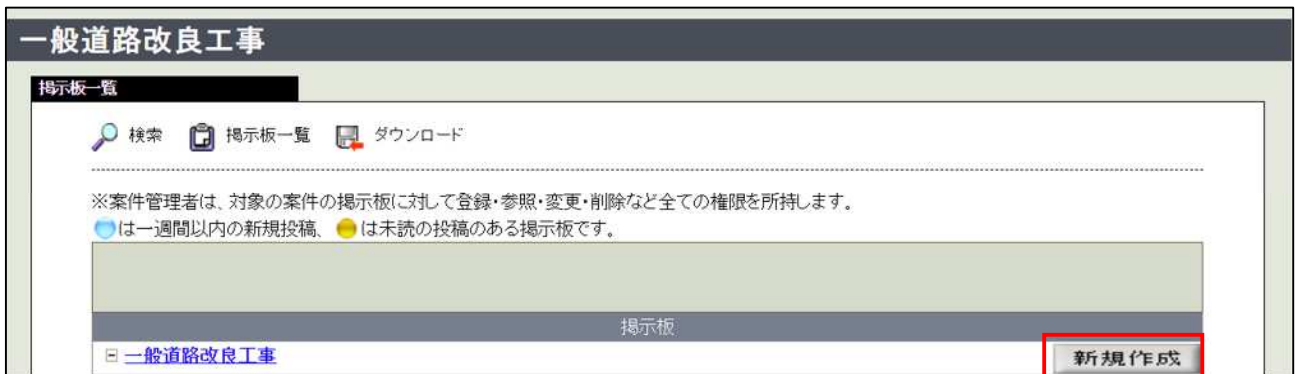 一般道路改良工事
掲示板一覧
検索 掲示板一覧 ダウンロード
※案件管理者は、対象の案件の掲示板に対して登録・参照・変更・削除など全ての権限を所持します。
は一週間以内の新規投稿、 は未読の投稿のある掲示板です。
掲示板
一般道路改良工事 新規作成